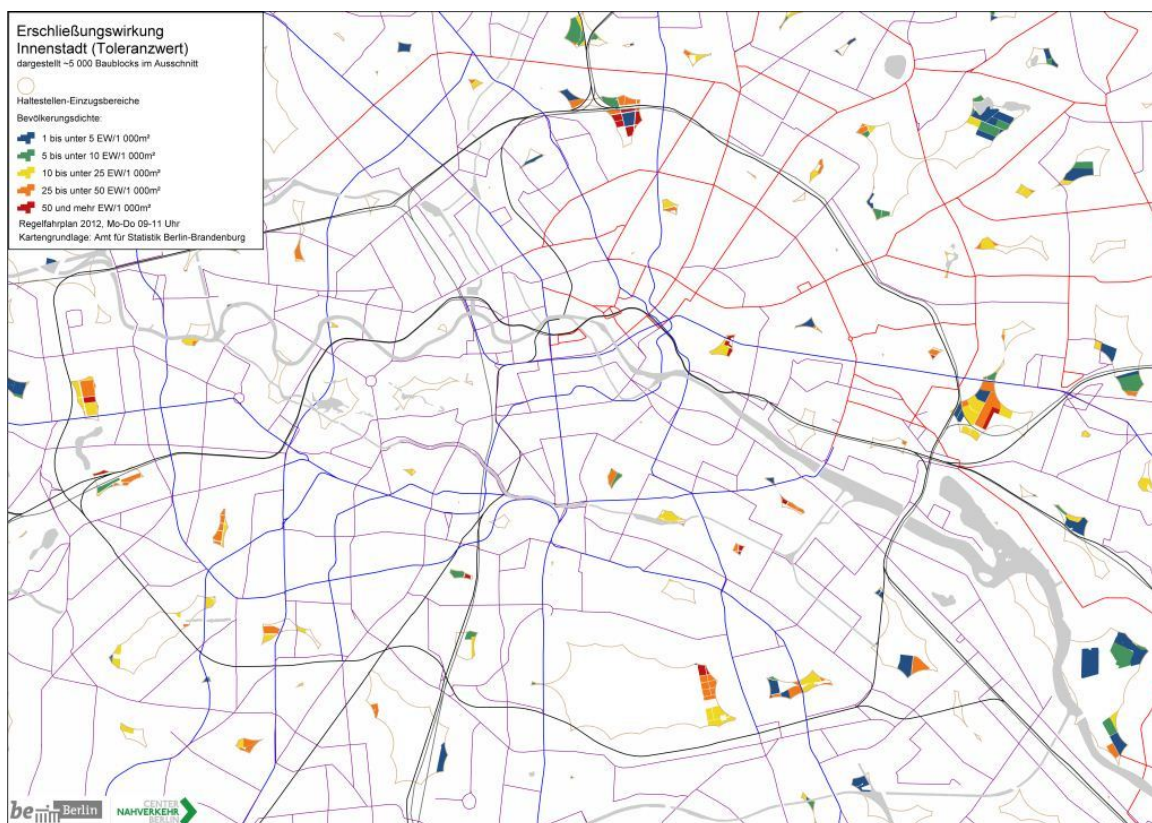 Erschließungswirkung
Innenstadt (Toleranzwert)
dargestellt ~5 000 Baublocks im Ausschnitt
Haltestellen-Einzugsbereiche
Bevölkerungsdichte:
1 bis unter 5 EW/1 000m²
5 bis unter 10 EW/1 000m²
10 bis unter 25 EW/1 000m²
25 bis unter 50 EW/1 000m²
50 und mehr EW/1 000m²
Regelfahrplan 2012, Mo-Do 09-11 Uhr
Kartengrundlage: Amt für Statistik Berlin-Brandenburg
be Berlin
CENTER
NAHVERKEHR
BERLIN